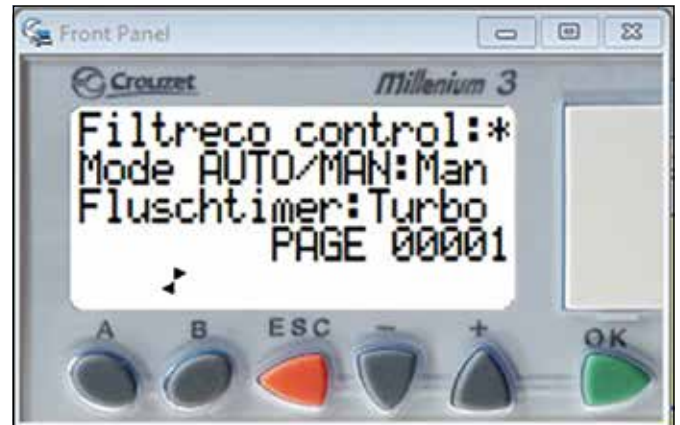 Front Panel
Crouzet Millenium 3
Filtreco control:*
Mode AUTO/MAN:Man
Fluschtimer:Turbo
PAGE 00001
A B ESC - + OK